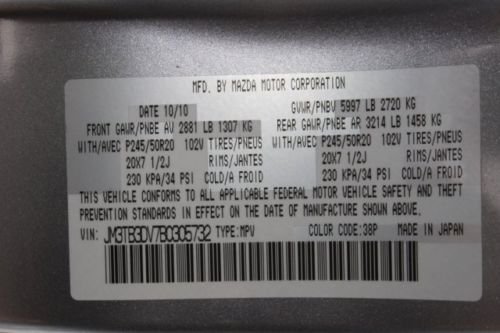 MFD. BY MAZDA MOTOR CORPORATION
DATE 10/10 GVWR/PNBV 5997 LB 2720 KG
FRONT GAWR/PNBE AV 2881 LB 1307 KG REAR GAWR/PNBE AR 3214 LB 1458 KG
WITH/AVEC P245/50R20 102V TIRES/PNEUS WITH/AVEC P245/50R20 102V TIRES/PNEUS
20X7 1/2J RIMS/JANTES 20X7 1/2J RIMS/JANTES
230 KPA/34 PSI COLD/A FROID 230 KPA/34 PSI COLD/A FROID
THIS VEHICLE CONFORMS TO ALL APPLICABLE FEDERAL MOTOR VEHICLE SAFETY AND THEFT
PREVENTION STANDARDS IN EFFECT ON THE DATE OF MANUFACTURE SHOWN ABOVE.
VIN: JM3TB3DV7B0305732 TYPE:MPV COLOR CODE:38P MADE IN JAPAN